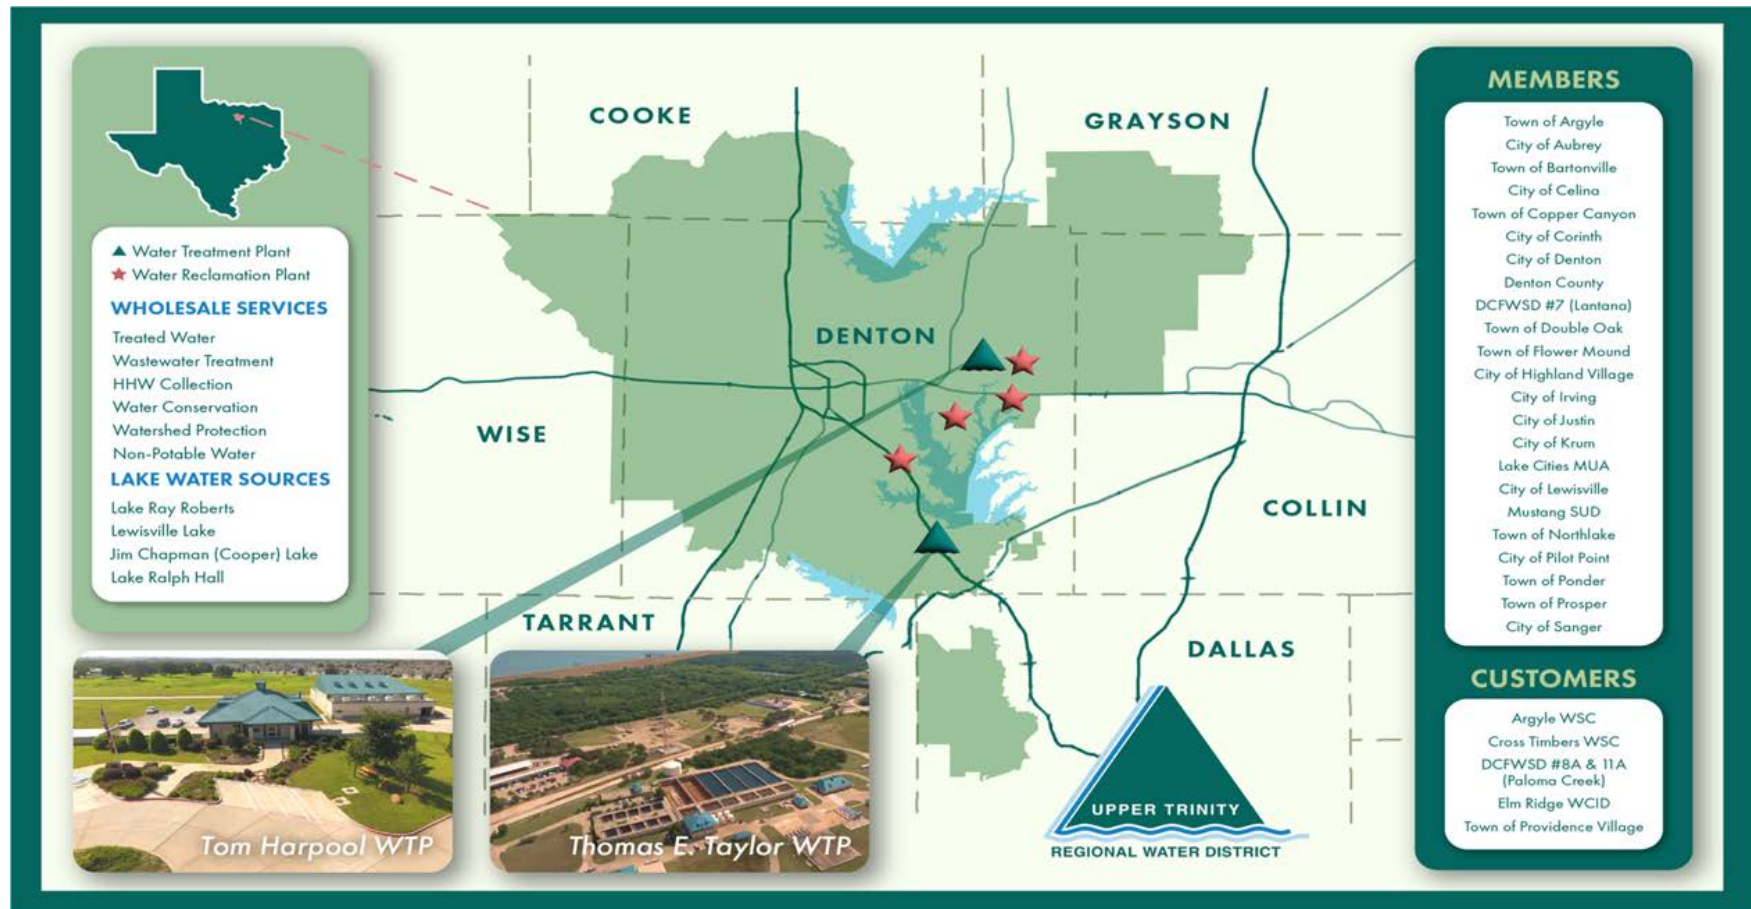 Water Treatment Plant
Water Reclamation Plant
WHOLESALE SERVICES
Treated Water
Wastewater Treatment
HHW Collection
Water Conservation
Watershed Protection
Non-Potable Water
LAKE WATER SOURCES
Lake Ray Roberts
Lewisville Lake
Jim Chapman (Cooper) Lake
Lake Ralph Hall
COOKE
GRAYSON
DENTON
WISE
COLLIN
TARRANT
DALLAS
Tom Harpool WTP
Thomas E. Taylor WTP
UPPER TRINITY
REGIONAL WATER DISTRICT
MEMBERS
Town of Argyle
City of Aubrey
Town of Bartonville
City of Celina
Town of Copper Canyon
City of Corinth
City of Denton
Denton County
DCFWSD #7 (Lantana)
Town of Double Oak
Town of Flower Mound
City of Highland Village
City of Irving
City of Justin
City of Krum
Lake Cities MUA
City of Lewisville
Mustang SUD
Town of Northlake
City of Pilot Point
Town of Ponder
Town of Prosper
City of Sanger
CUSTOMERS
Argyle WSC
Cross Timbers WSC
DCFWSD #8A & 11A
(Paloma Creek)
Elm Ridge WCID
Town of Providence Village